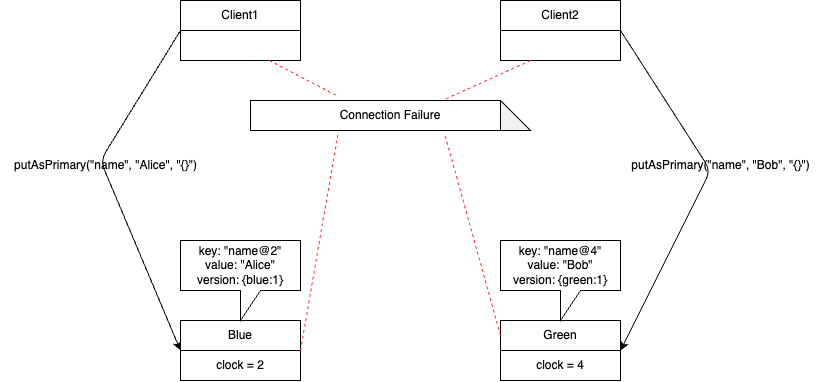 Client1
Client2
Connection Failure
putAsPrimary("name", "Alice", "{}")
putAsPrimary("name", "Bob", "{}")
key: "name@2"
value: "Alice"
version: {blue:1}
key: "name@4"
value: "Bob"
version: {green:1}
Blue
Green
clock = 2
clock = 4